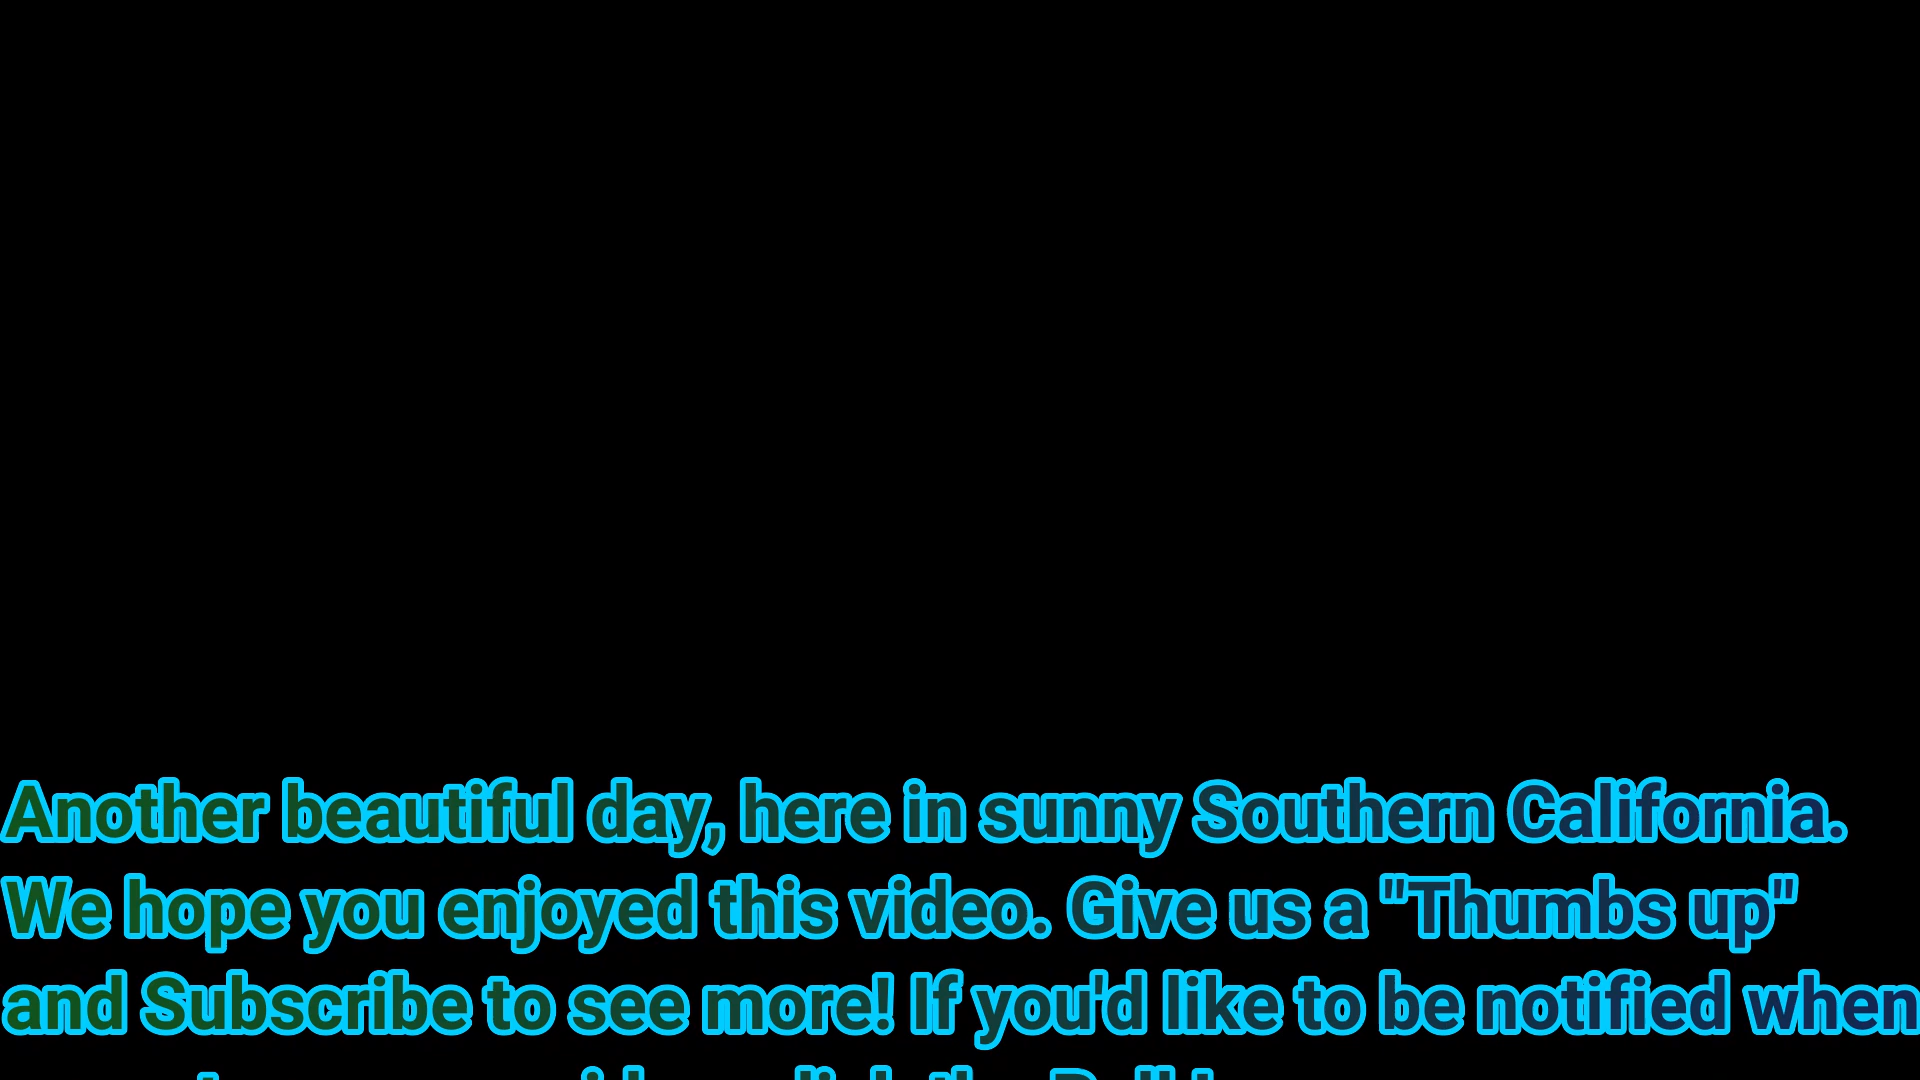 Another beautiful day, here in sunny Southern California.
We hope you enjoyed this video. Give us a "Thumbs up"
and Subscribe to see more! If you'd like to be notified when